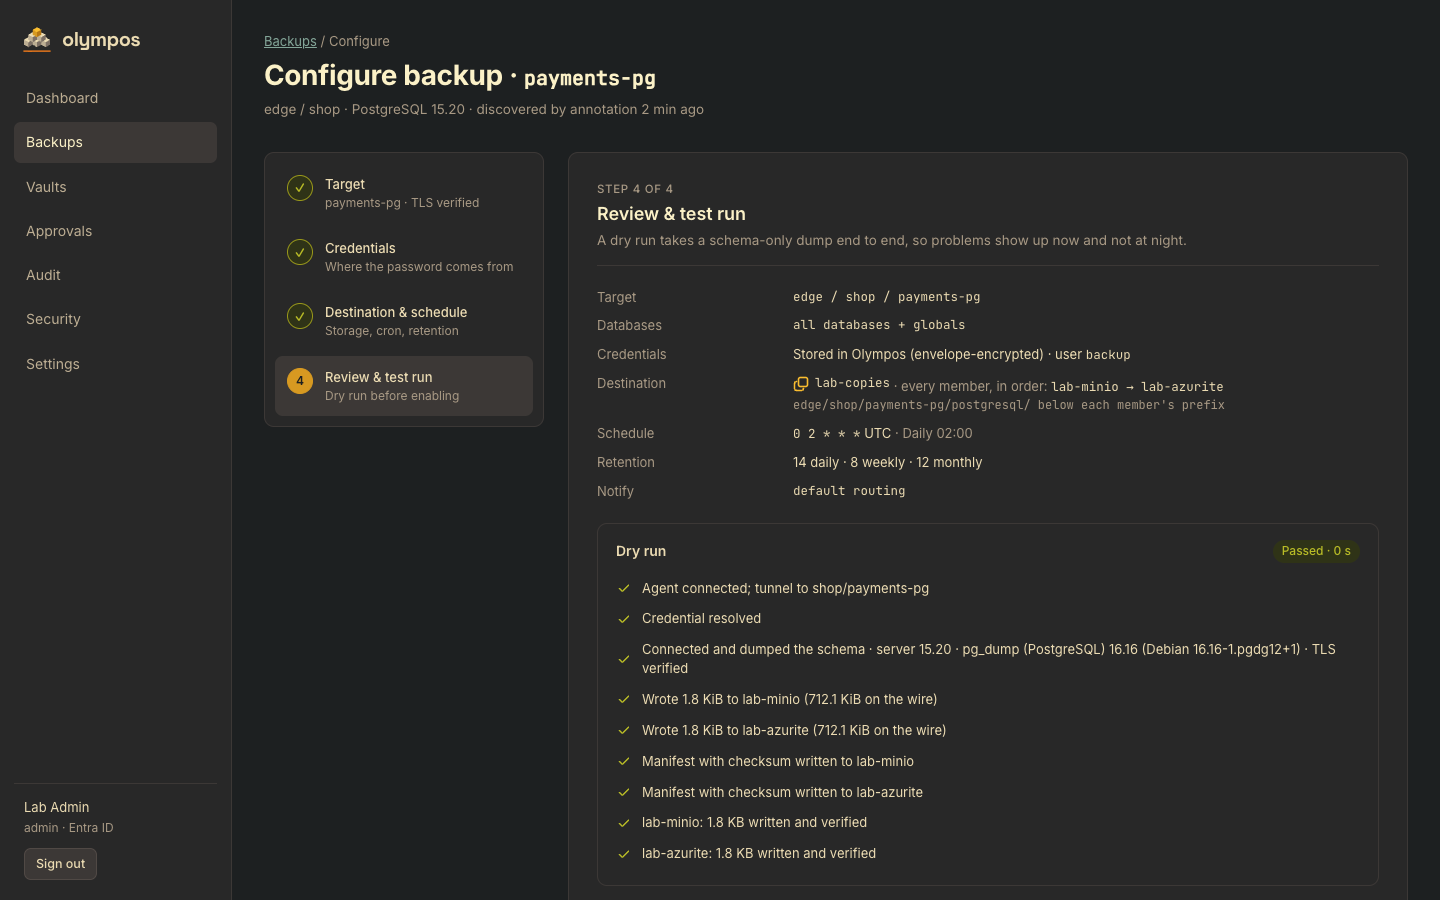 olympos
Dashboard
Backups
Vaults
Approvals
Audit
Security
Settings
Lab Admin
admin · Entra ID
Sign out
Backups / Configure
Configure backup · payments-pg
edge / shop · PostgreSQL 15.20 · discovered by annotation 2 min ago
Target
payments-pg · TLS verified
Credentials
Where the password comes from
Destination & schedule
Storage, cron, retention
4
Review & test run
Dry run before enabling
STEP 4 OF 4
Review & test run
A dry run takes a schema-only dump end to end, so problems show up now and not at night.
Target edge / shop / payments-pg
Databases all databases + globals
Credentials Stored in Olympos (envelope-encrypted) · user backup
Destination lab-copies · every member, in order: lab-minio → lab-azurite
edge/shop/payments-pg/postgresql/ below each member's prefix
Schedule 0 2 * * * UTC · Daily 02:00
Retention 14 daily · 8 weekly · 12 monthly
Notify default routing
Dry run Passed · 0 s
Agent connected; tunnel to shop/payments-pg
Credential resolved
Connected and dumped the schema · server 15.20 · pg_dump (PostgreSQL) 16.16 (Debian 16.16-1.pgdg12+1) · TLS
verified
Wrote 1.8 KiB to lab-minio (712.1 KiB on the wire)
Wrote 1.8 KiB to lab-azurite (712.1 KiB on the wire)
Manifest with checksum written to lab-minio
Manifest with checksum written to lab-azurite
lab-minio: 1.8 KB written and verified
lab-azurite: 1.8 KB written and verified